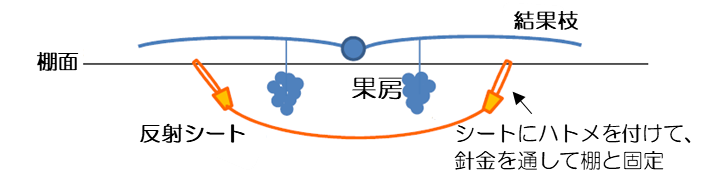 結果枝
棚面
果房
反射シート
シートにハトメを付けて、
針金を通して棚と固定